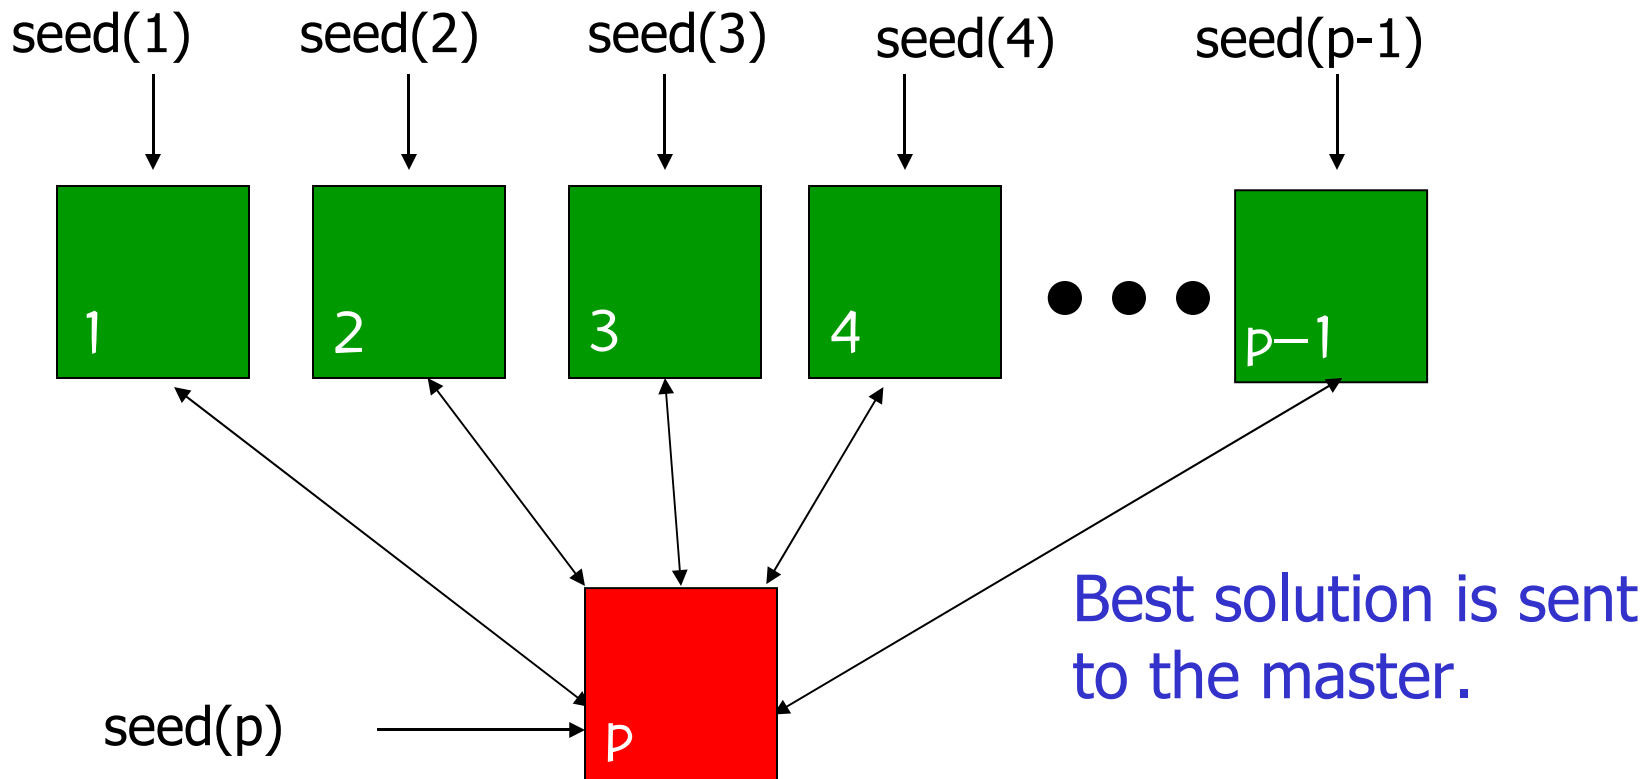 seed(1) seed(2) seed(3) seed(4) seed(p-1)
1 2 3 4 p-1
Best solution is sent
to the master.
seed(p)
p